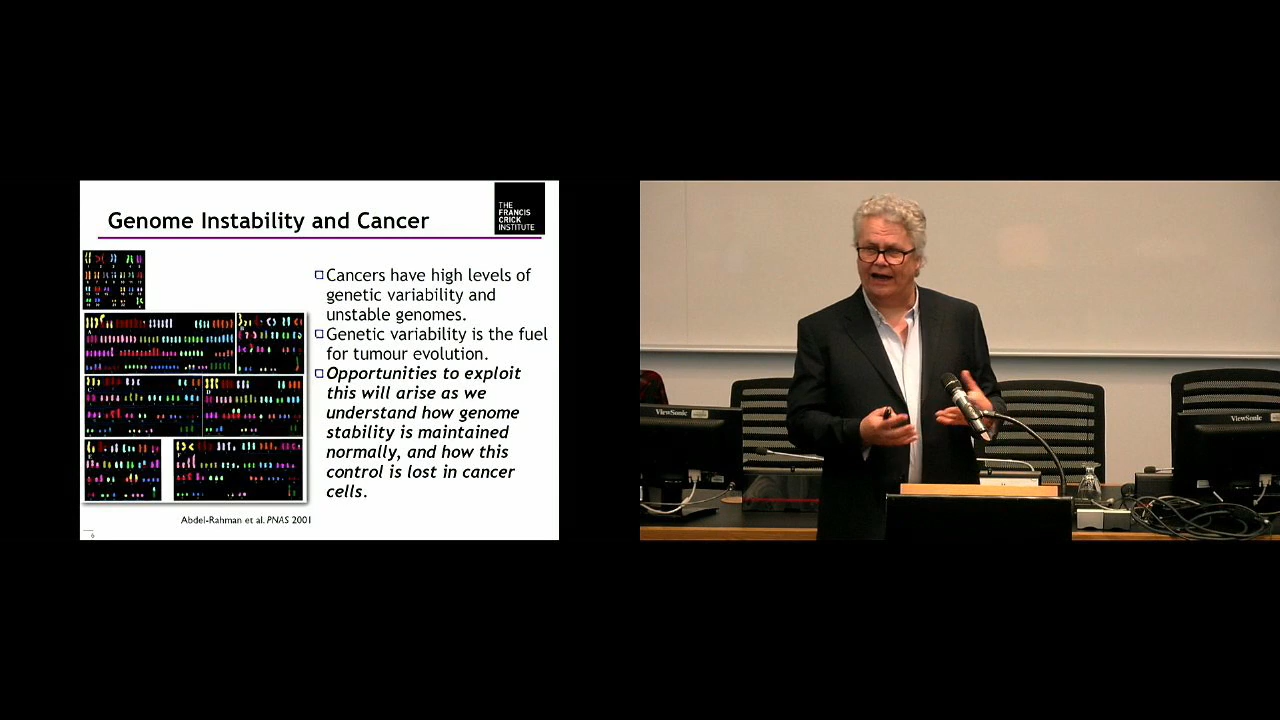 Genome Instability and Cancer
THE
FRANCIS
CRICK
INSTITUTE
Cancers have high levels of
genetic variability and
unstable genomes.
Genetic variability is the fuel
for tumour evolution.
Opportunities to exploit
this will arise as we
understand how genome
stability is maintained
normally, and how this
control is lost in cancer
cells.
Abdel-Rahman et al. PNAS 2001
6
ViewSonic
ViewSonic